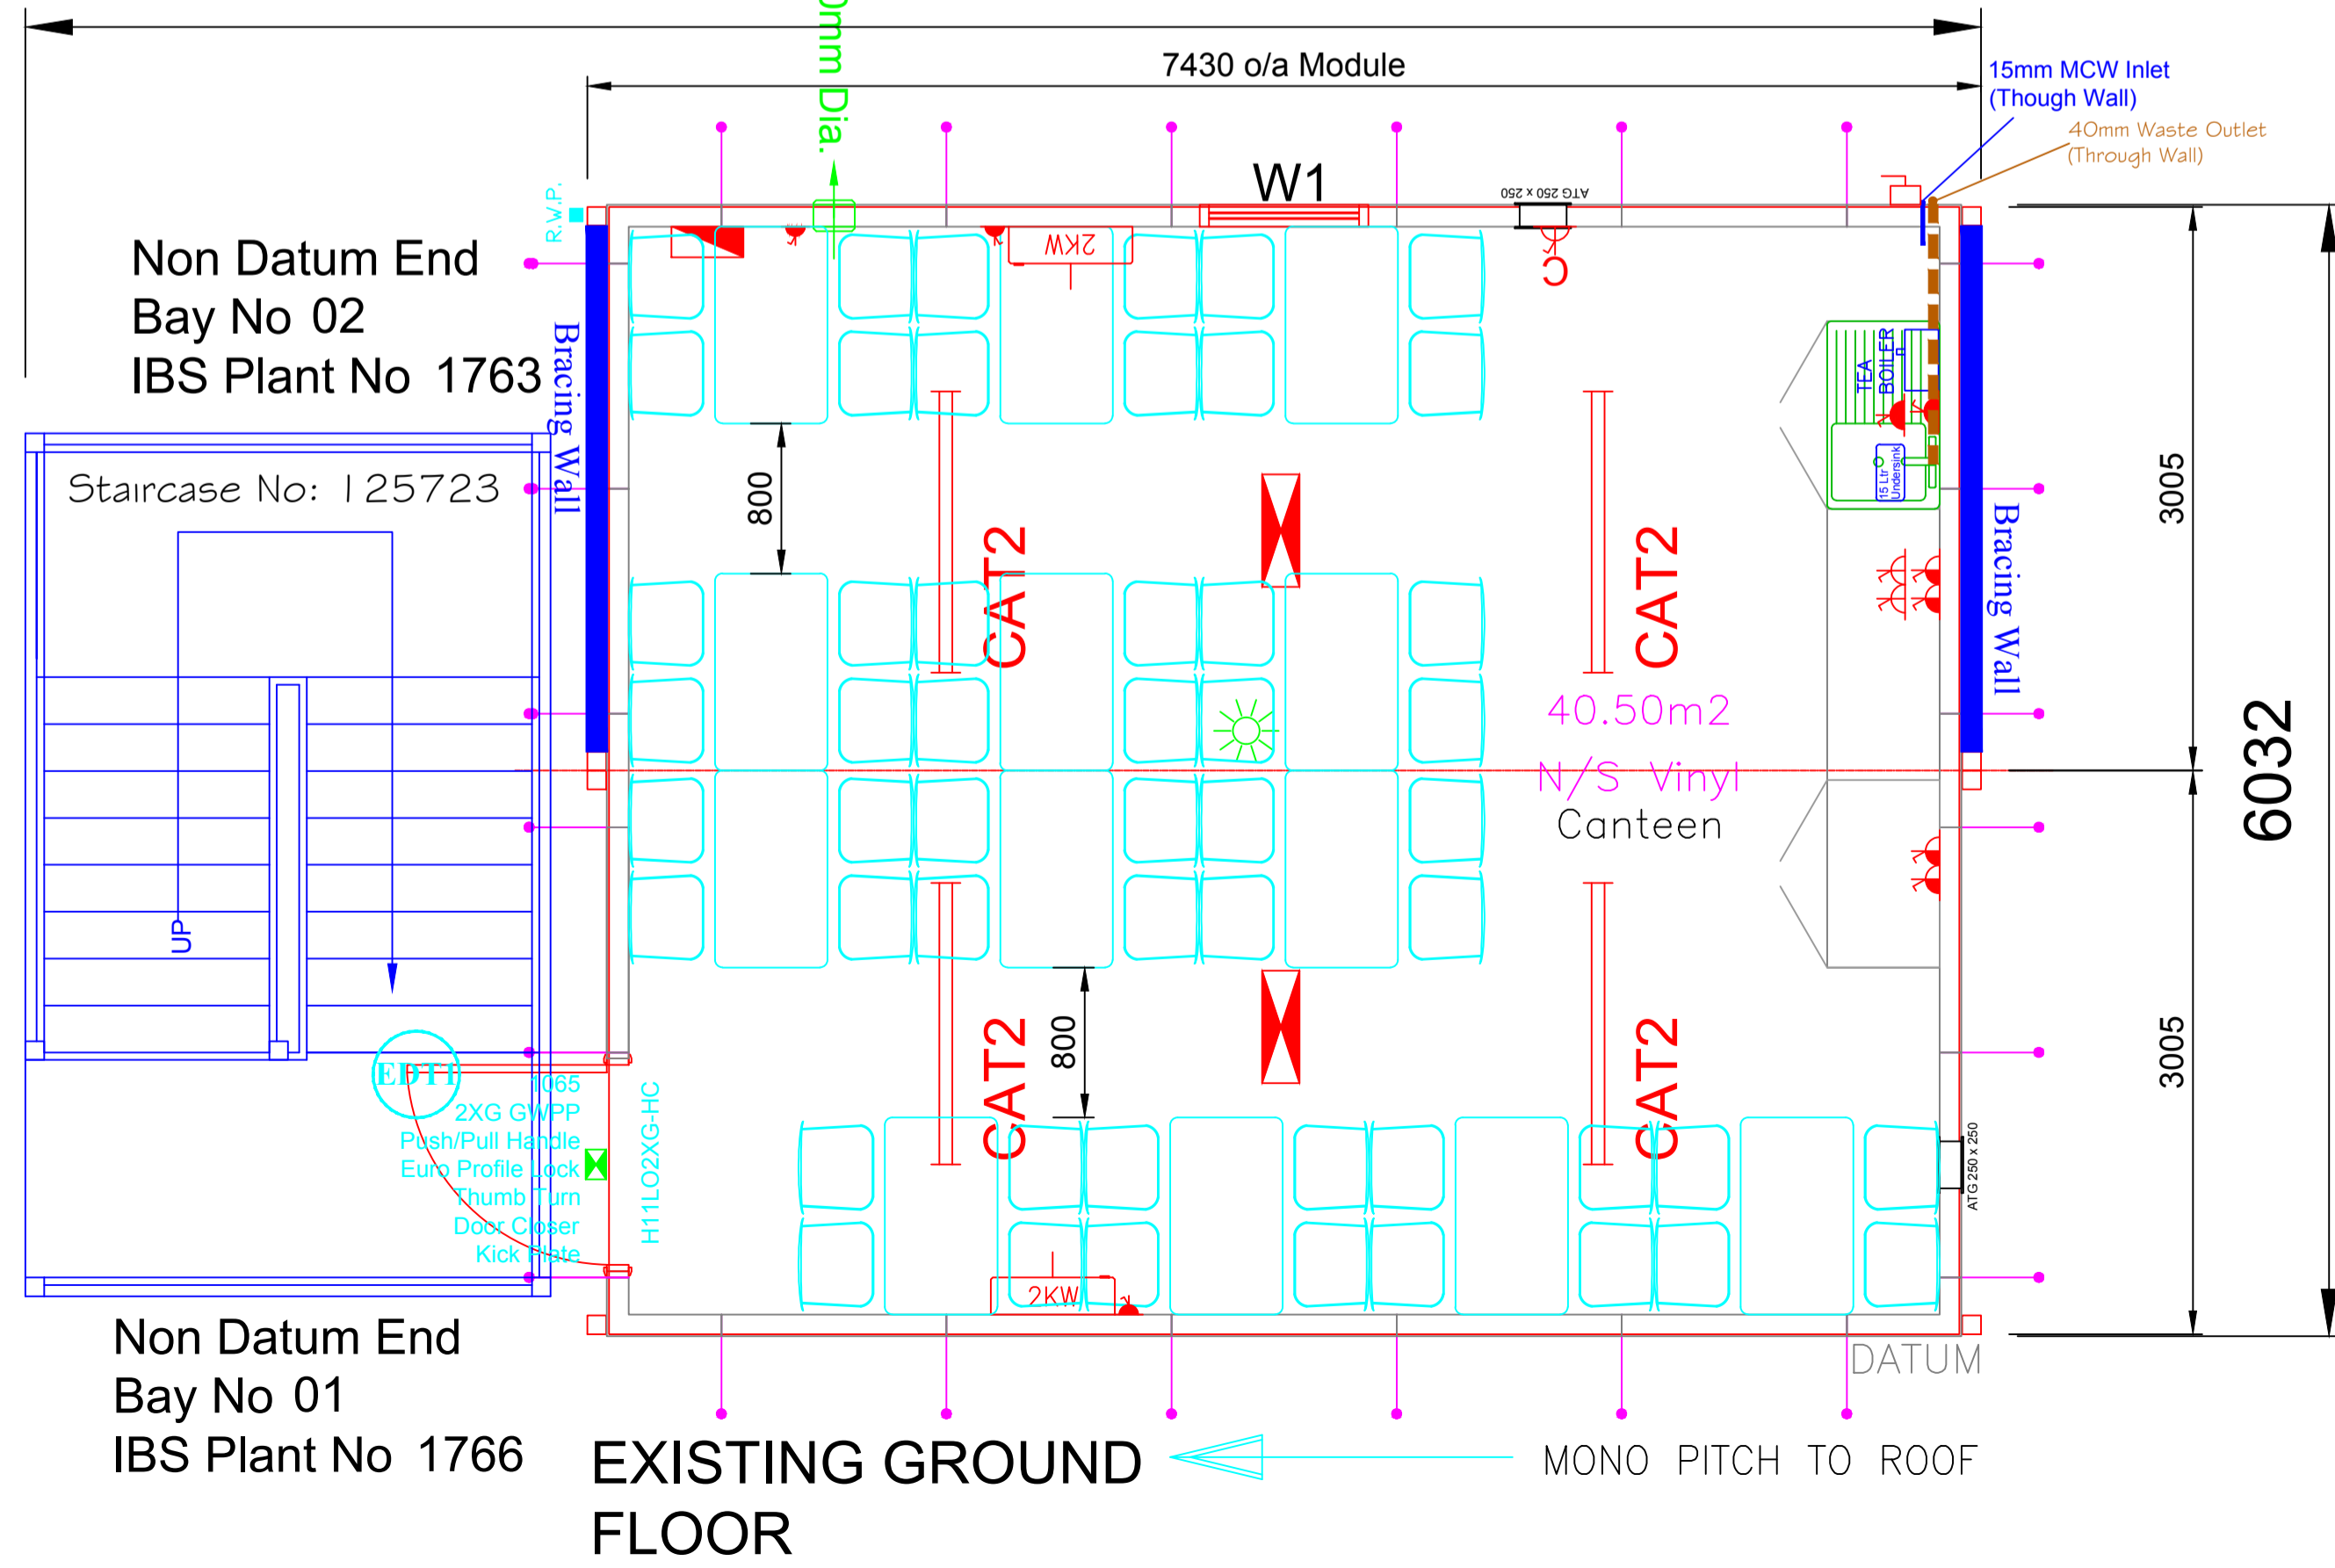 0mm Dia.
7430 o/a Module
15mm MCW Inlet
(Though Wall)
40mm Waste Outlet
(Through Wall)
R.W.P.
W1
ATG 250 x 250
Non Datum End
Bay No 02
IBS Plant No 1763
2KW
C
Bracing Wall
TEA
BOILER
15 Ltr
Undersink
Staircase No: 125723
800
CAT2
CAT2
3005
Bracing Wall
40.50m2
N/S Vinyl
Canteen
6032
UP
EDT1
1065
2XG GWPP
Push/Pull Handle
Euro Profile Lock
Thumb Turn
Door Closer
Kick Plate
H11LO2XG-HC
CAT2
800
CAT2
3005
ATG 250 x 250
2KW
DATUM
Non Datum End
Bay No 01
IBS Plant No 1766
EXISTING GROUND
FLOOR
MONO PITCH TO ROOF